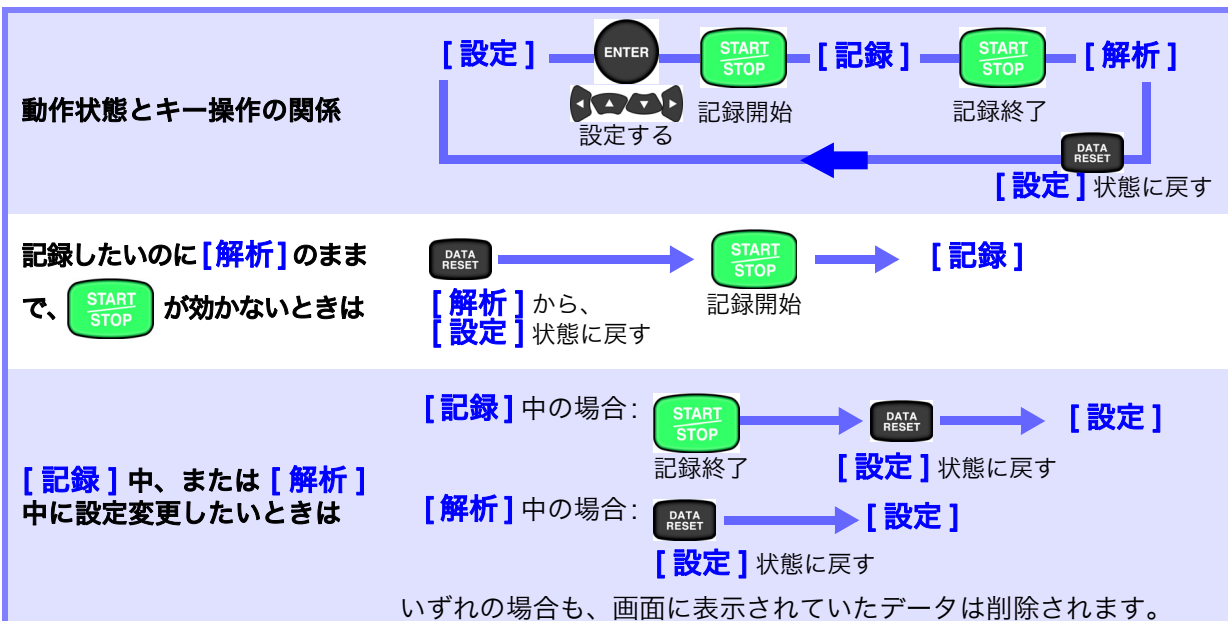 動作状態とキー操作の関係
[ 設定 ] ENTER START STOP [ 記録 ] START STOP [ 解析 ]
設定する 記録開始 記録終了
DATA RESET
[ 設定 ] 状態に戻す
記録したいのに [解析] のまま
で、 START STOP が効かないときは
DATA RESET START STOP [ 記録 ]
[ 解析 ] から、 記録開始
[ 設定 ] 状態に戻す
[ 記録 ] 中、または [ 解析 ]
中に設定変更したいときは
[ 記録 ] 中の場合: START STOP DATA RESET [ 設定 ]
記録終了 [ 設定 ] 状態に戻す
[ 解析 ] 中の場合: DATA RESET [ 設定 ]
[ 設定 ] 状態に戻す
いずれの場合も、画面に表示されていたデータは削除されます。